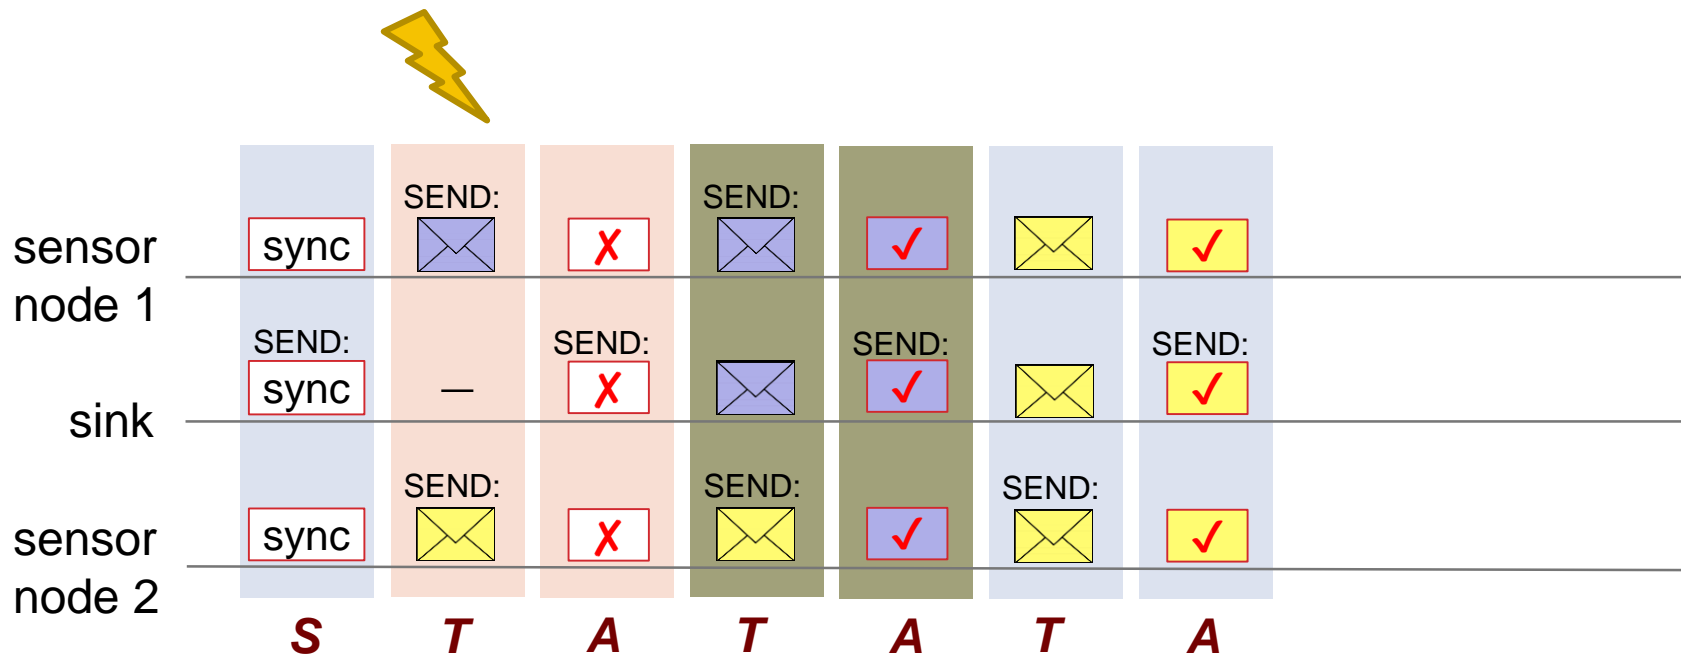 SEND: SEND:
sensor node 1
sync ✗ ✓ ✓
SEND: SEND: SEND: SEND:
sink
sync – ✗ ✓ ✓
SEND: SEND: SEND:
sensor node 2
sync ✗ ✓ ✓
S T A T A T A